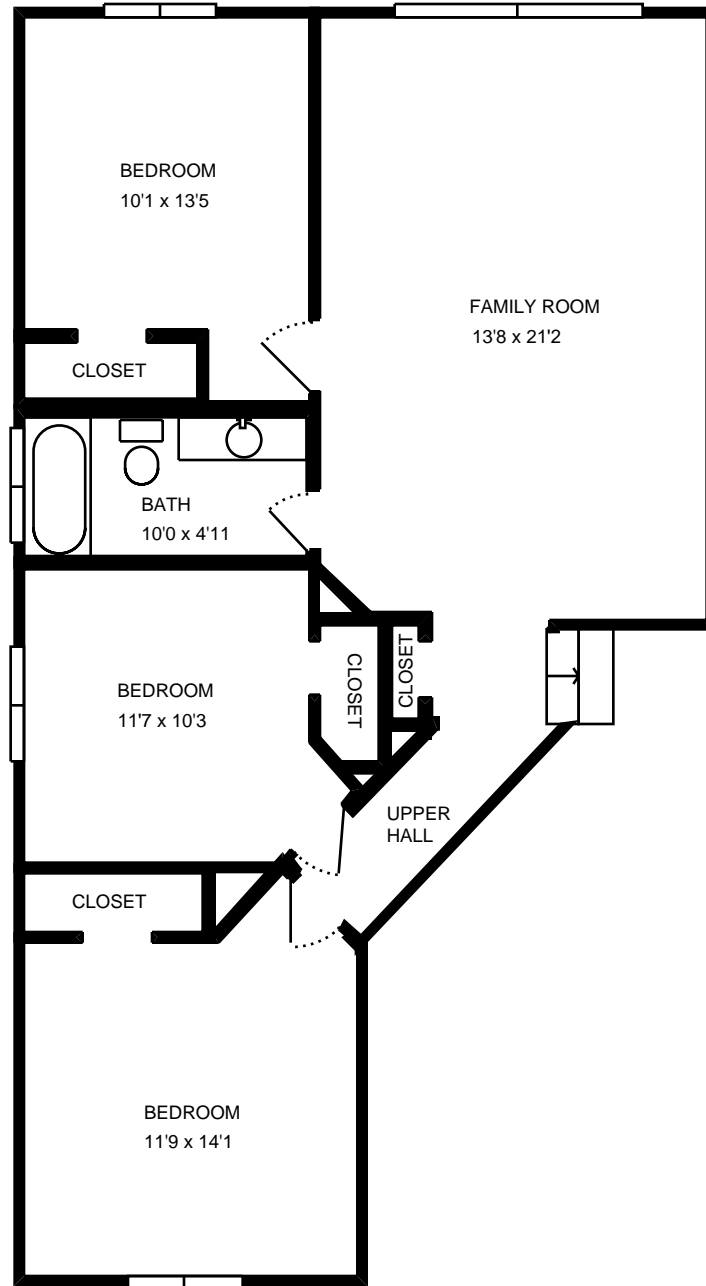 BEDROOM
10'1 x 13'5
FAMILY ROOM
13'8 x 21'2
CLOSET
BATH
10'0 x 4'11
BEDROOM
11'7 x 10'3
CLOSET
CLOSET
UPPER
HALL
CLOSET
BEDROOM
11'9 x 14'1